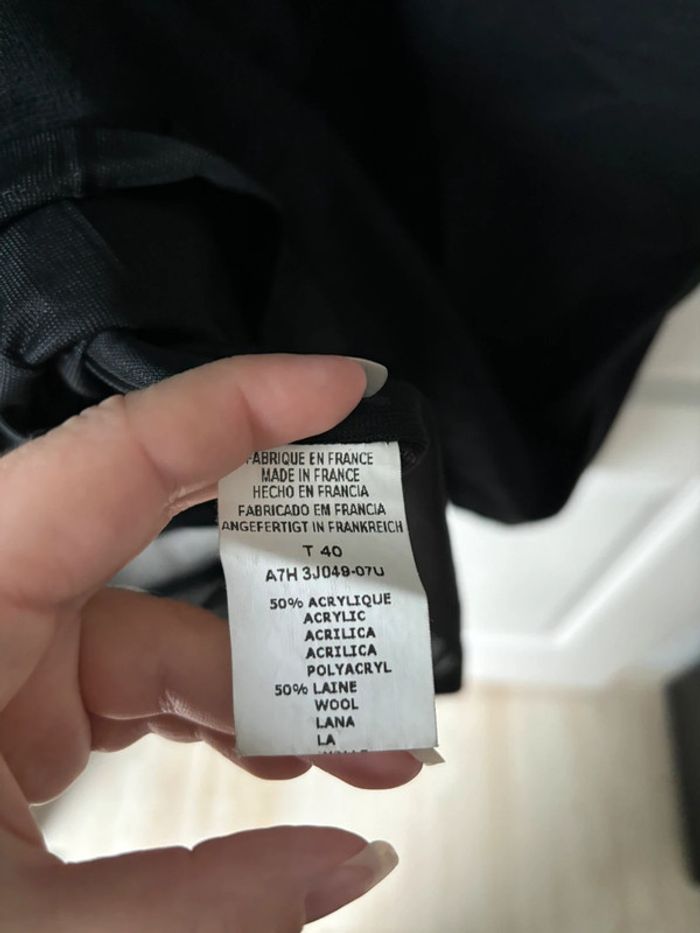 FABRIQUE EN FRANCE
MADE IN FRANCE
HECHO EN FRANCIA
FABRICADO EM FRANCIA
ANGEFERTIGT IN FRANKREICH
T 40
A7H 3J049-07U
50% ACRYLIQUE
ACRYLIC
ACRILICA
ACRILICA
POLYACRYL
50% LAINE
WOOL
LANA
LA